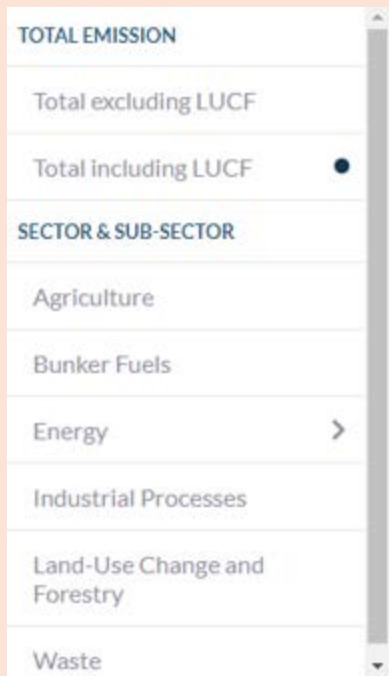 TOTAL EMISSION
Total excluding LUCF
Total including LUCF
SECTOR & SUB-SECTOR
Agriculture
Bunker Fuels
Energy
Industrial Processes
Land-Use Change and
Forestry
Waste